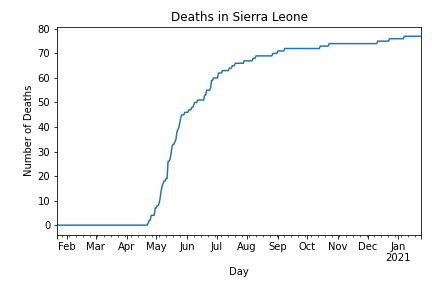 Deaths in Sierra Leone
80
70
60
50
40
30
20
10
0
Number of Deaths
Feb Mar Apr May Jun Jul Aug Sep Oct Nov Dec Jan
2021
Day